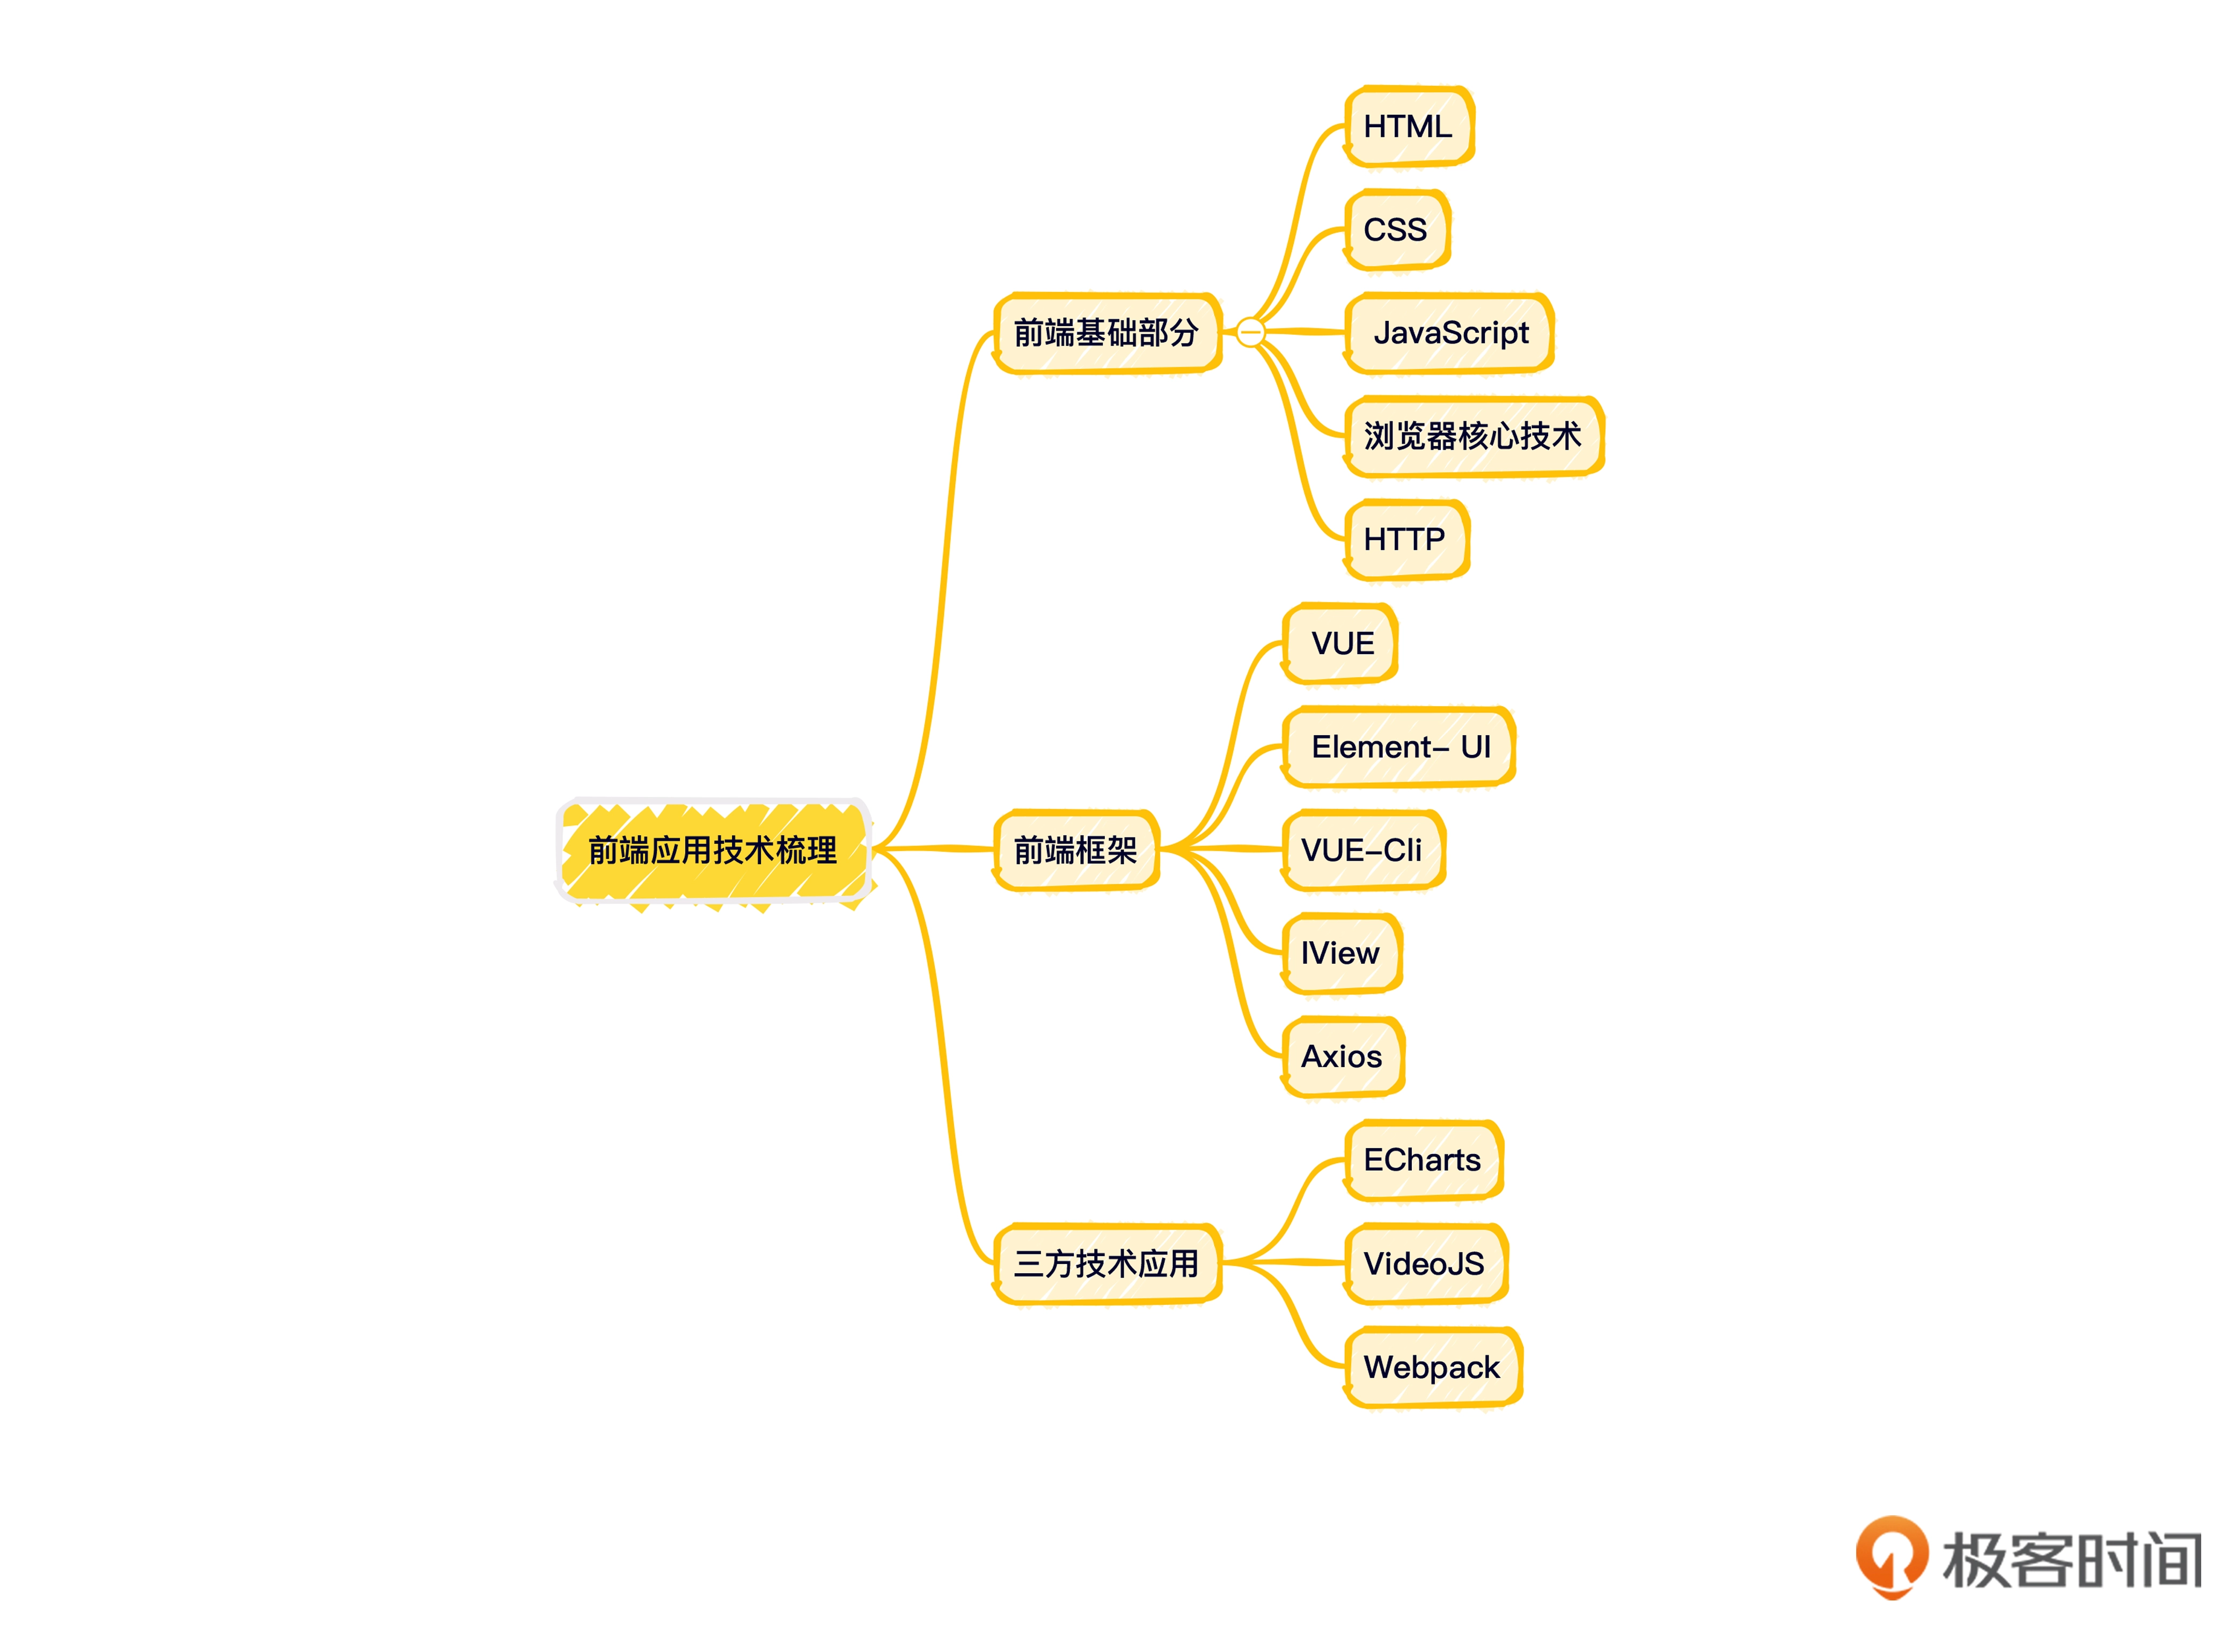 HTML
CSS
前端基础部分
JavaScript
浏览器核心技术
HTTP
VUE
Element- UI
前端应用技术梳理
前端框架
VUE-Cli
IView
Axios
ECharts
三方技术应用
VideoJS
Webpack
极客时间